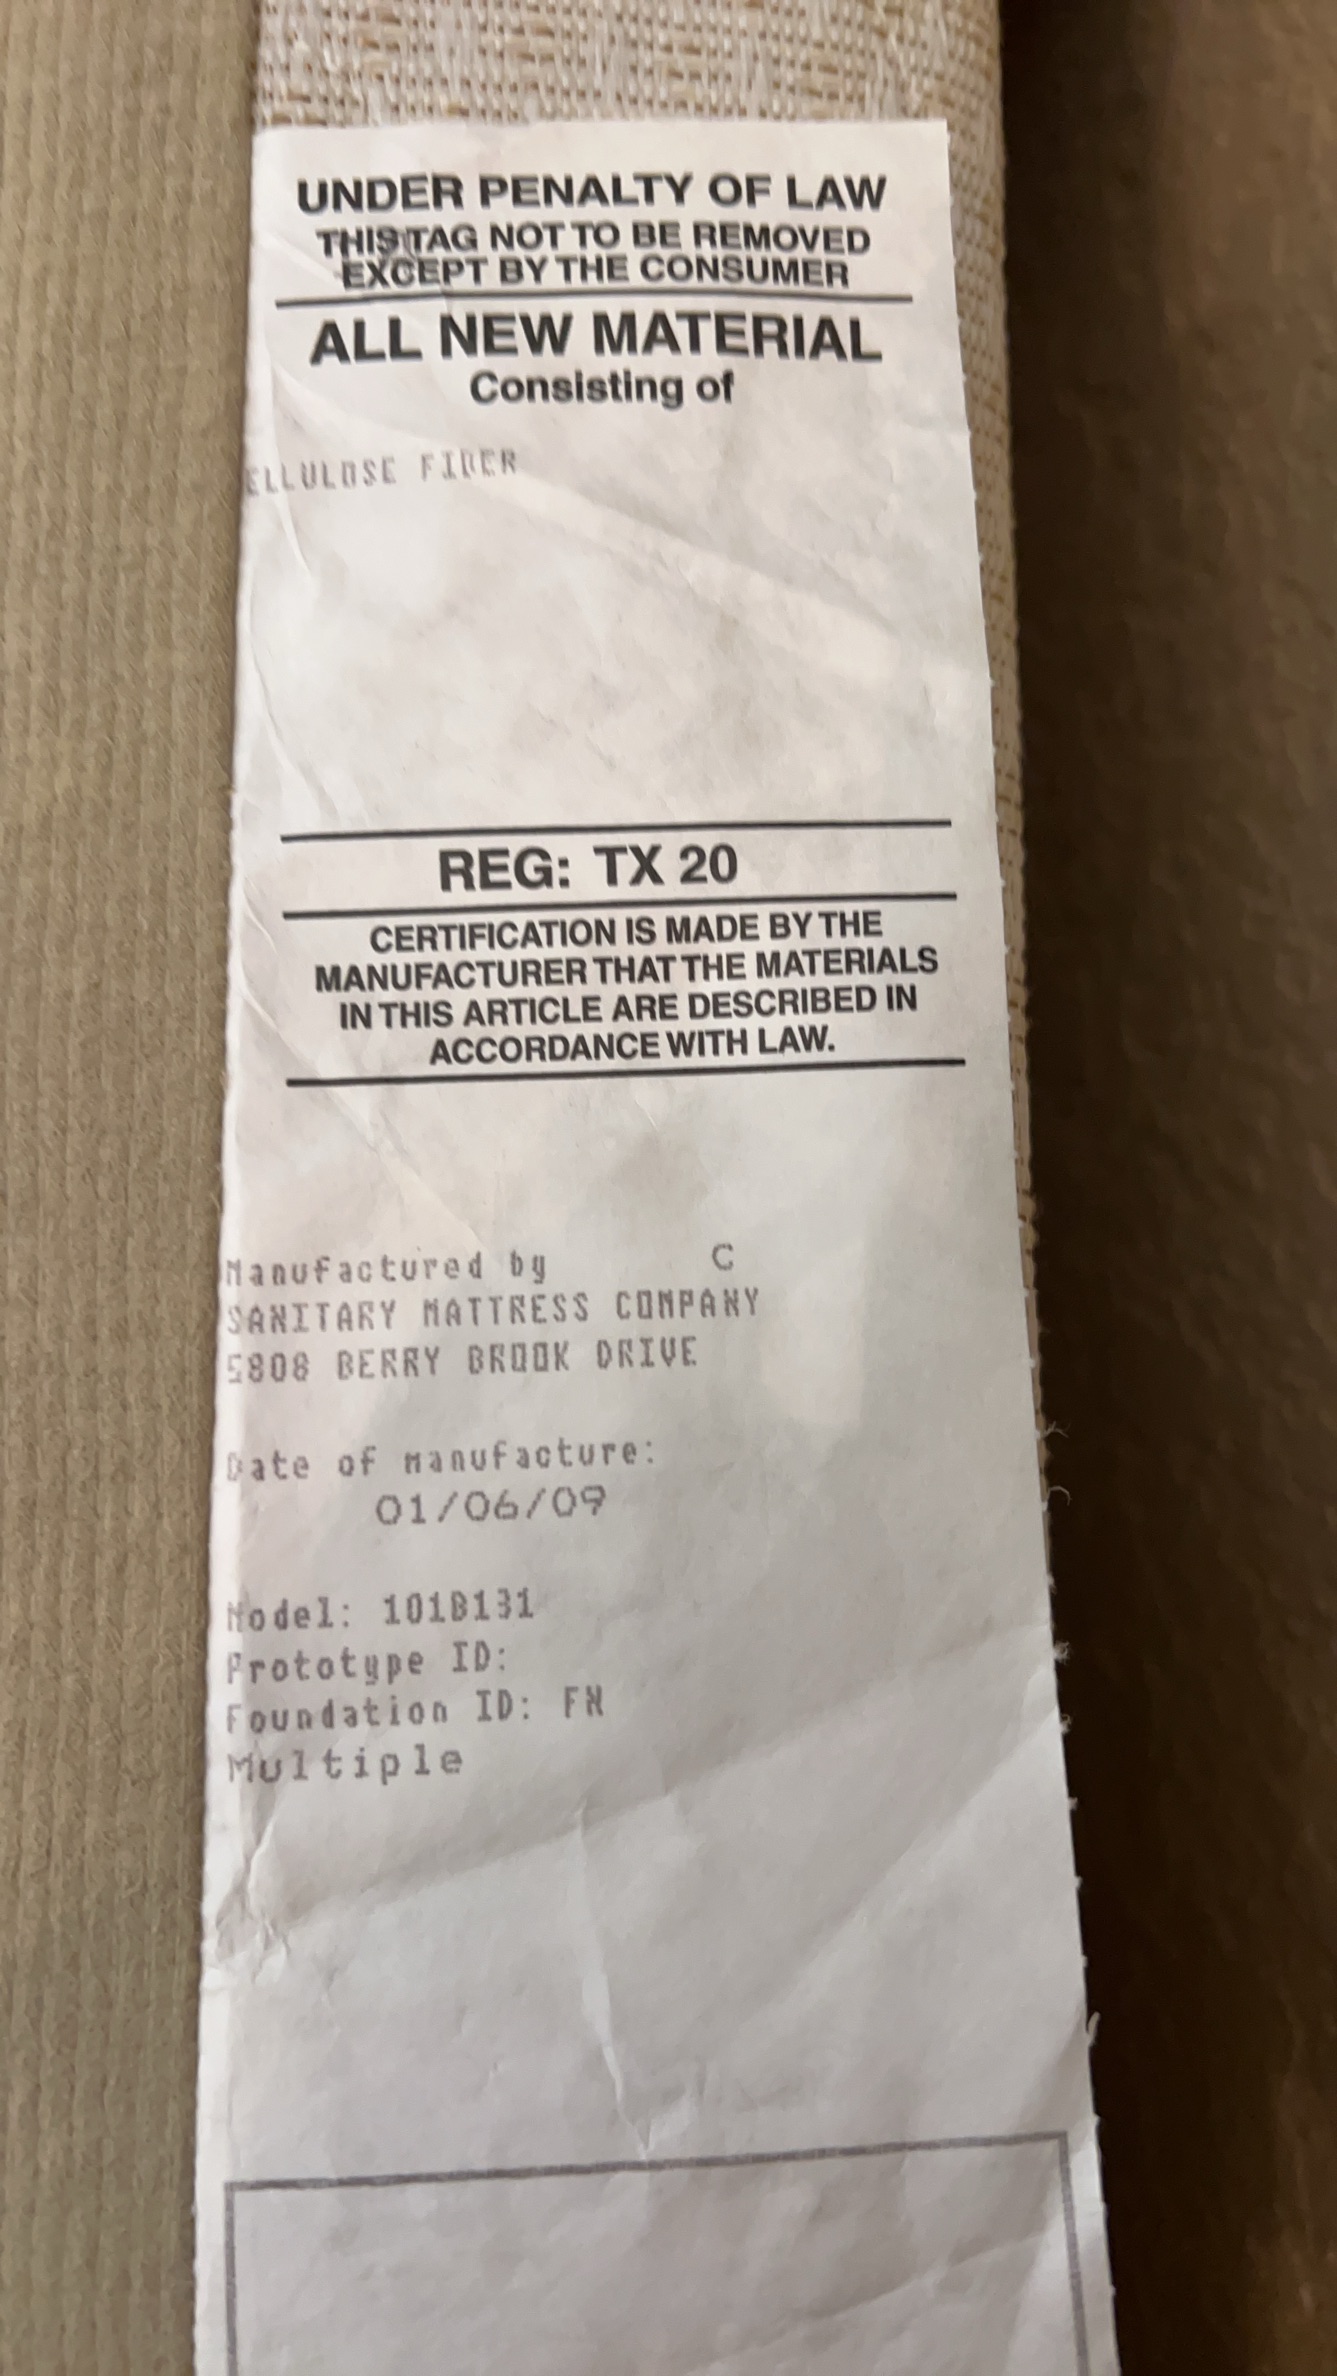 UNDER PENALTY OF LAW
THIS TAG NOT TO BE REMOVED
EXCEPT BY THE CONSUMER
ALL NEW MATERIAL
Consisting of
ELLULOSE FIBER
REG: TX 20
CERTIFICATION IS MADE BY THE
MANUFACTURER THAT THE MATERIALS
IN THIS ARTICLE ARE DESCRIBED IN
ACCORDANCE WITH LAW.
Manufactured by C
SANITARY MATTRESS COMPANY
5808 BERRY BROOK DRIVE
Date of manufacture:
01/06/09
Model: 101B131
Prototype ID:
Foundation ID: FN
Multiple